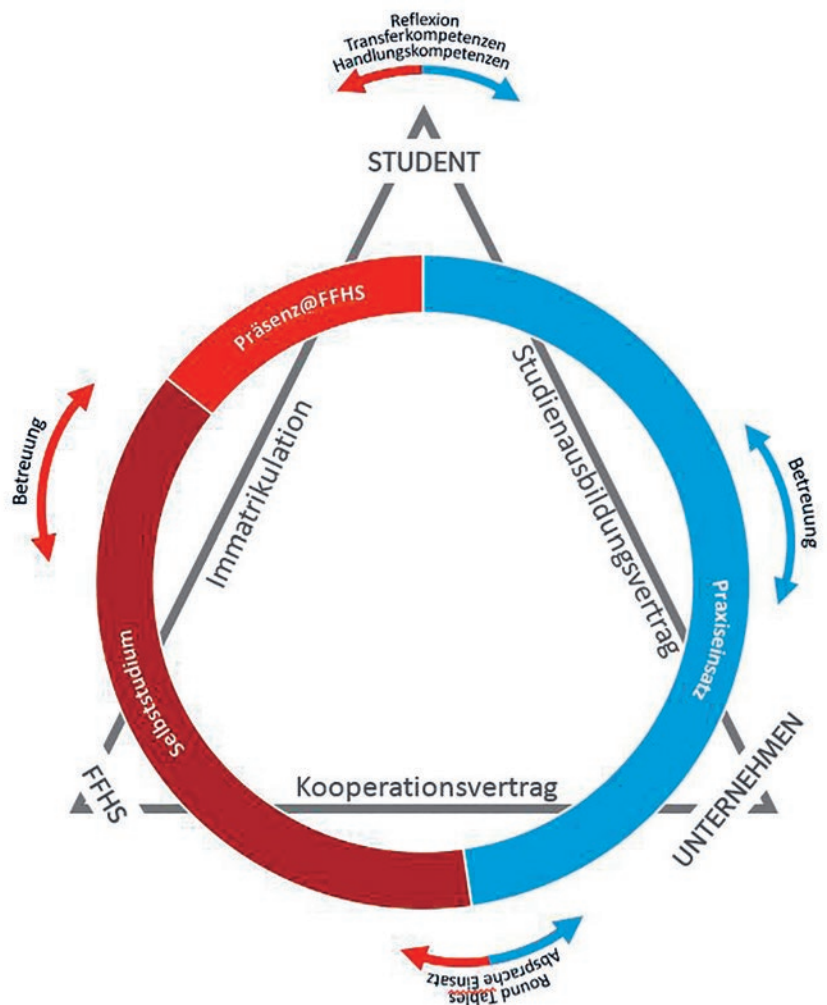 Reflexion
Transferkompetenzen
Handlungskompetenzen
STUDENT
Präsenz@FFHS
Immatrikulation
Studienausbildungsvertrag
Betreuung
Betreuung
Praxiseinsatz
Selbststudium
FFHS
Kooperationsvertrag
UNTERNEHMEN
Round Tables
Absprache Einsatz